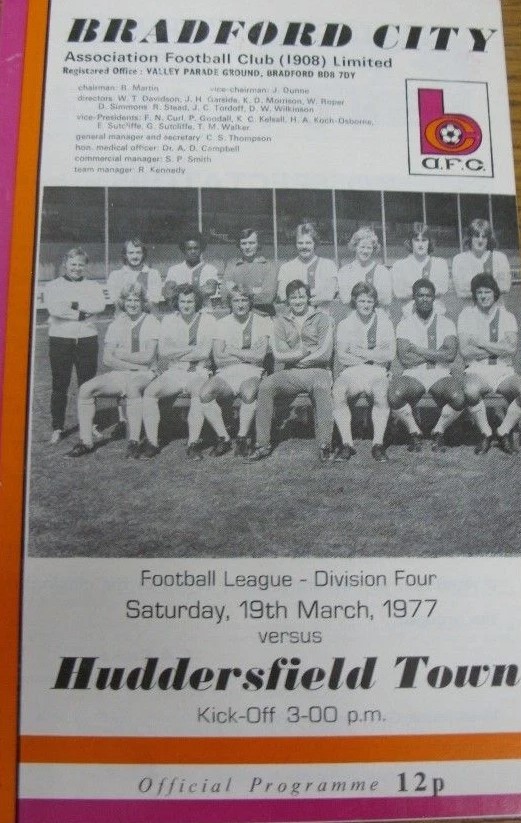 BRADFORD CITY
Association Football Club (1908) Limited
Registered Office : VALLEY PARADE GROUND, BRADFORD BD8 7DY
chairman: R. Martin vice-chairman: J. Dunne
directors: W. T. Davidson, J. H. Garside, K. D. Morrison, W. Roper
D. Simmons R. Stead, J. C. Tordoff, D. W. Wilkinson
vice-Presidents: F. N. Curl, P. Goodall, K. C. Kelsall, H. A. Koch-Osborne,
E. Sutcliffe, G. Sutcliffe, T. M. Walker
general manager and secretary: C. S. Thompson
hon. medical officer: Dr. A. D. Campbell
commercial manager: S. P. Smith
team manager: R. Kennedy
bc
a.F.C.
Football League - Division Four
Saturday, 19th March, 1977
versus
Huddersfield Town
Kick-Off 3-00 p.m.
Official Programme 12p